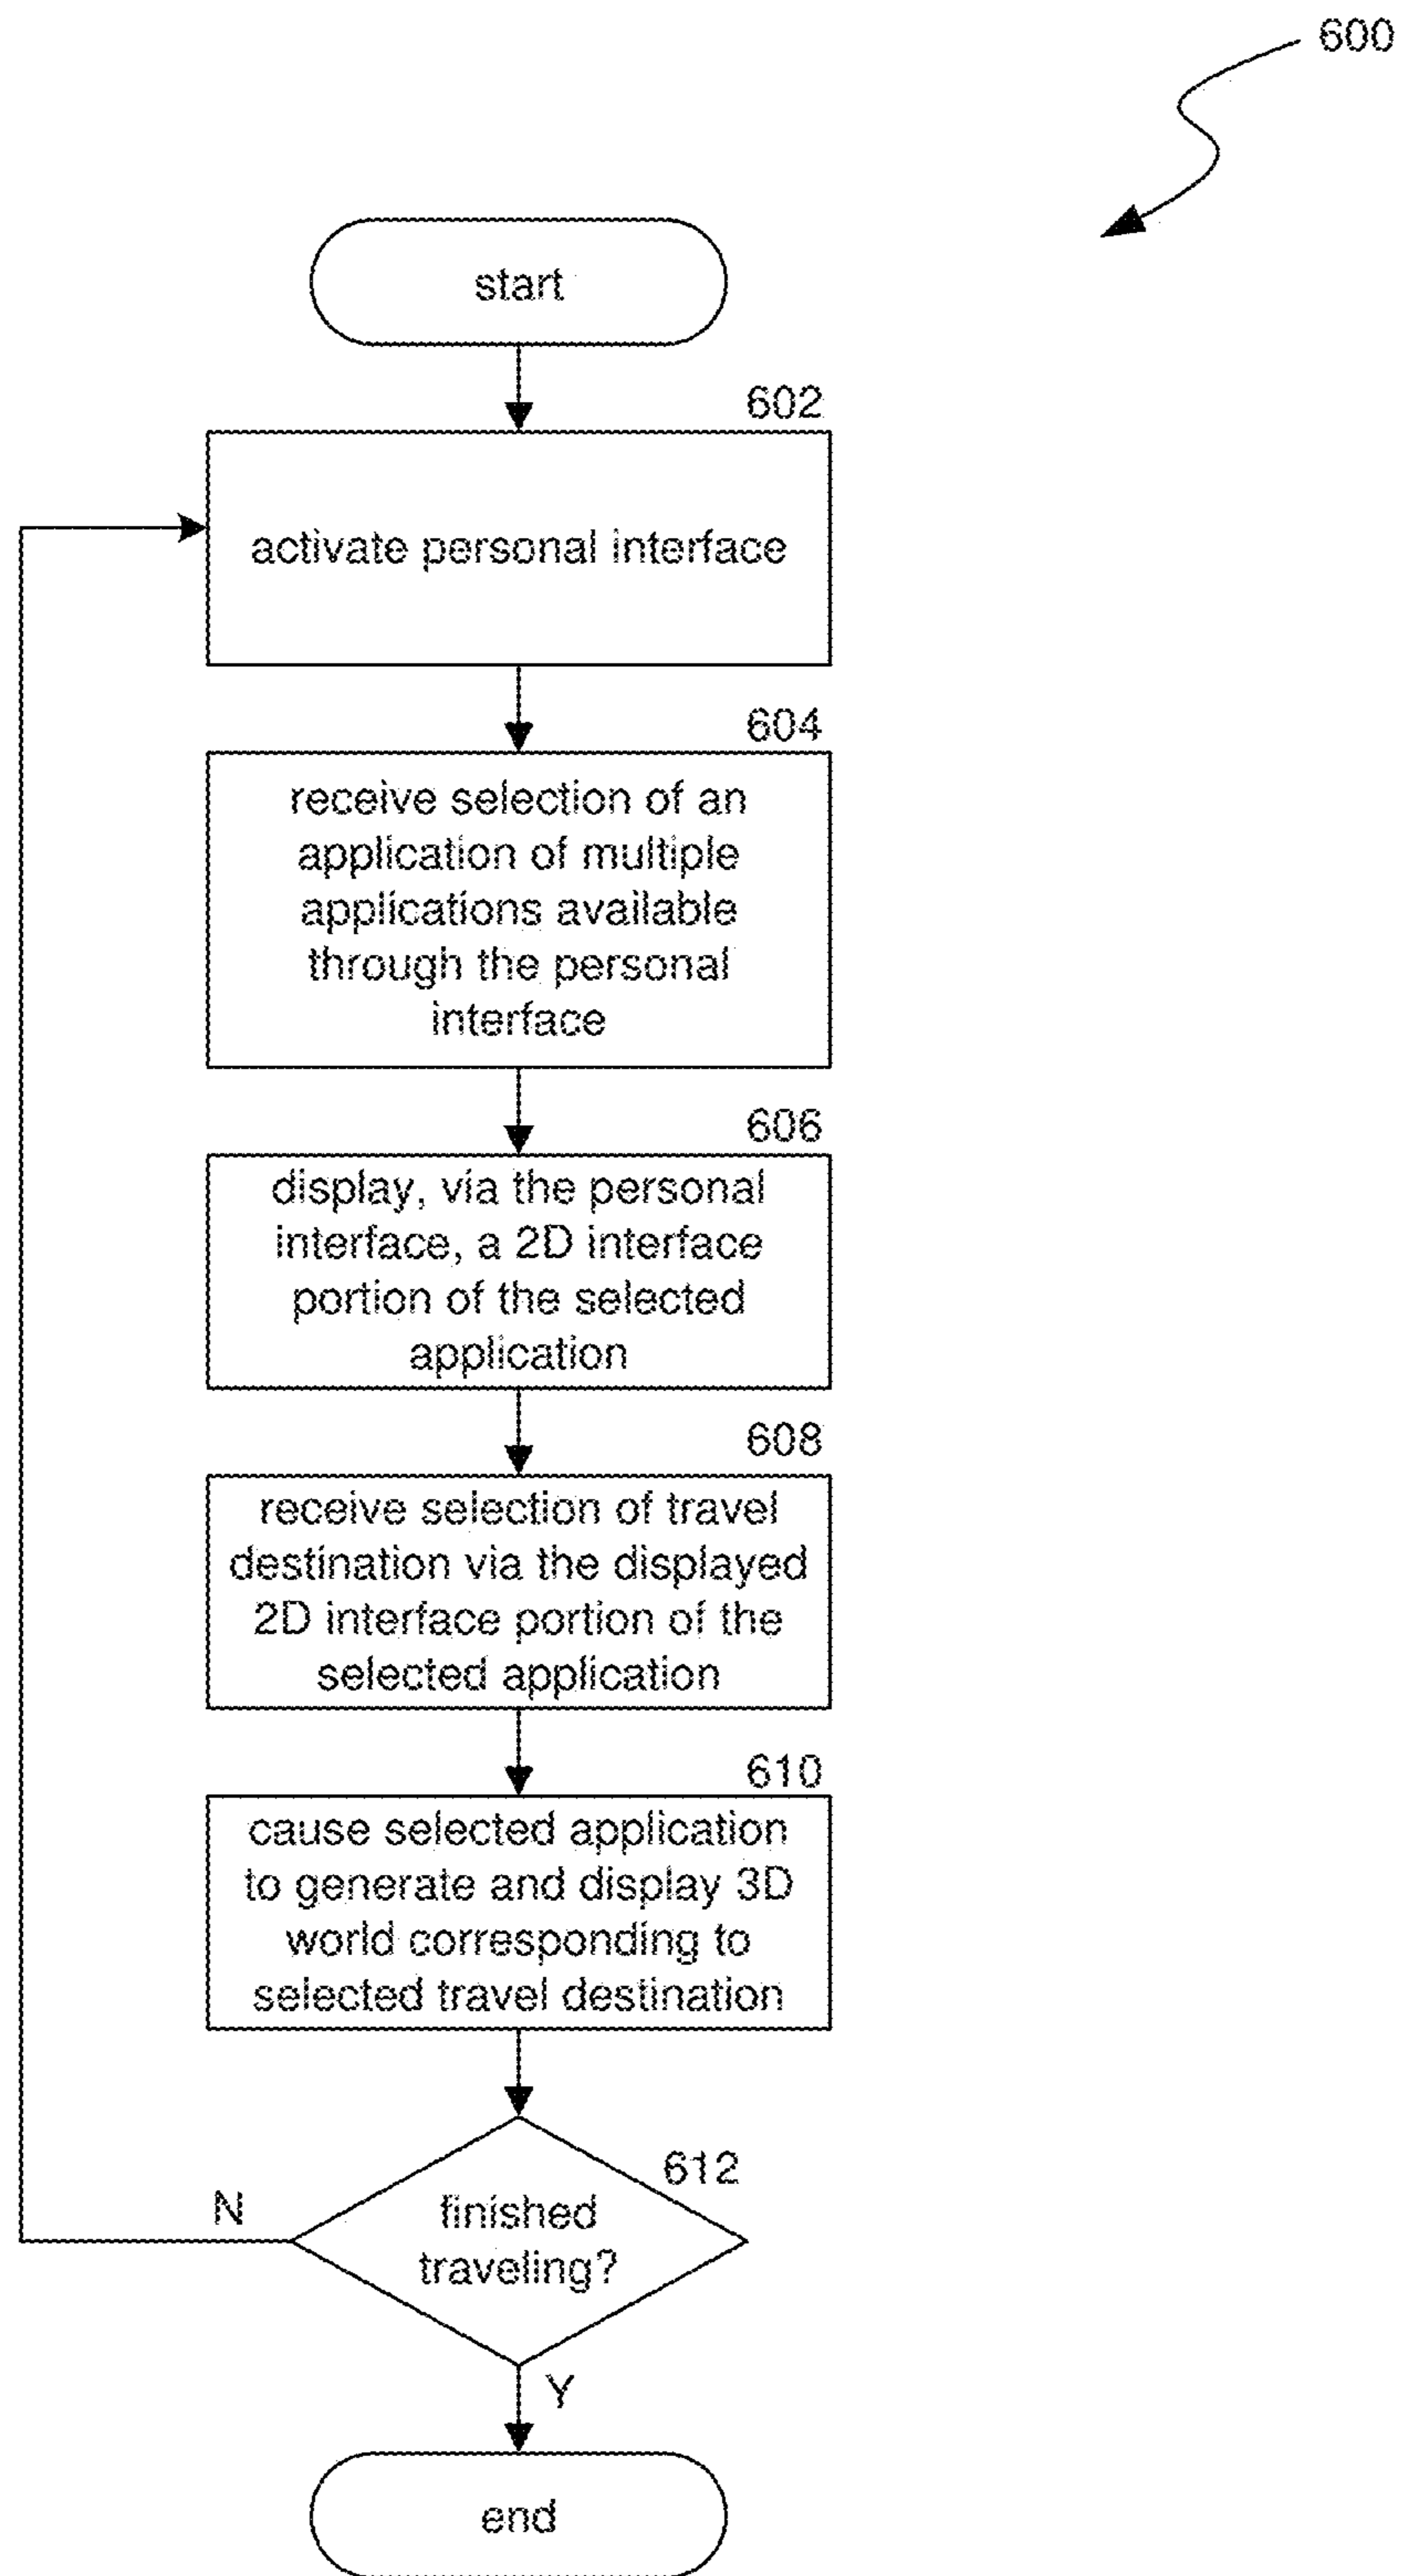 600
start
602
activate personal interface
604
receive selection of an
application of multiple
applications available
through the personal
interface
606
display, via the personal
interface, a 2D interface
portion of the selected
application
608
receive selection of travel
destination via the displayed
2D interface portion of the
selected application
610
cause selected application
to generate and display 3D
world corresponding to
selected travel destination
612
finished
traveling?
N
Y
end